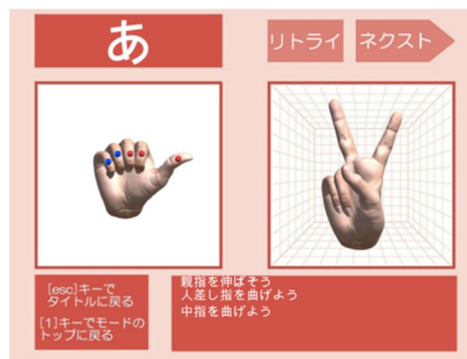 あ
リトライ
ネクスト
[esc]キーで
タイトルに戻る
[1]キーでモードの
トップに戻る
親指を伸ばそう
人差し指を曲げよう
中指を曲げよう